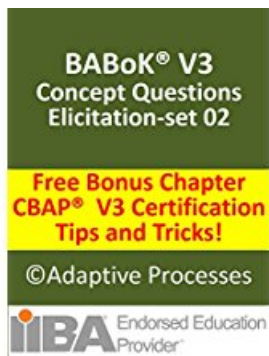 BABoK® V3
Concept Questions
Elicitation-set 02
Free Bonus Chapter
CBAP® V3 Certification
Tips and Tricks!
©Adaptive Processes
IIBA Endorsed Education
Provider™